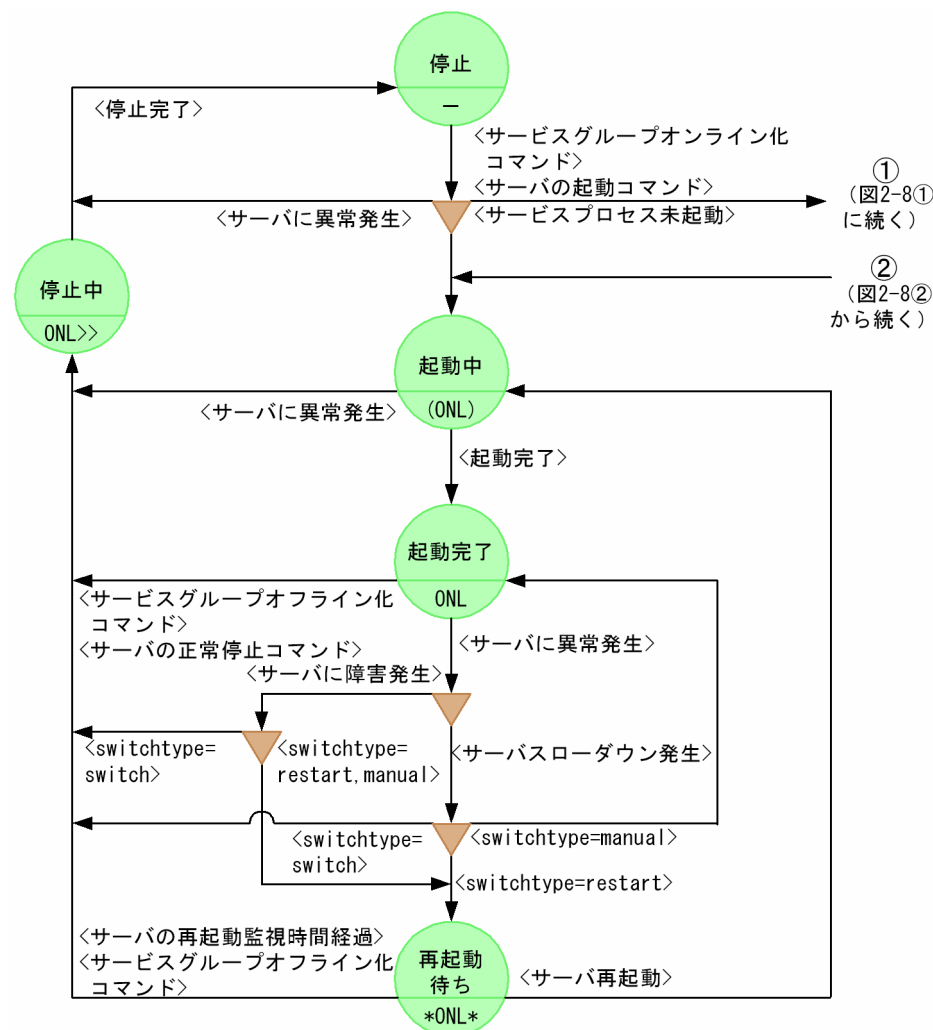 停止
―
<停止完了>
<サービスグループオンライン化
コマンド>
<サーバの起動コマンド>
<サービスプロセス未起動>
<サーバに異常発生>
①
(図2-8①
に続く)
②
(図2-8②
から続く)
停止中
ONL>>
起動中
(ONL)
<サーバに異常発生>
<起動完了>
起動完了
ONL
<サービスグループオフライン化
コマンド>
<サーバの正常停止コマンド>
<サーバに異常発生>
<サーバに障害発生>
<switchtype=
switch>
<switchtype=
restart,manual>
<サーバスローダウン発生>
<switchtype=
switch>
<switchtype=manual>
<switchtype=restart>
<サーバの再起動監視時間経過>
<サービスグループオフライン化
コマンド>
再起動
待ち
*ONL*
<サーバ再起動>